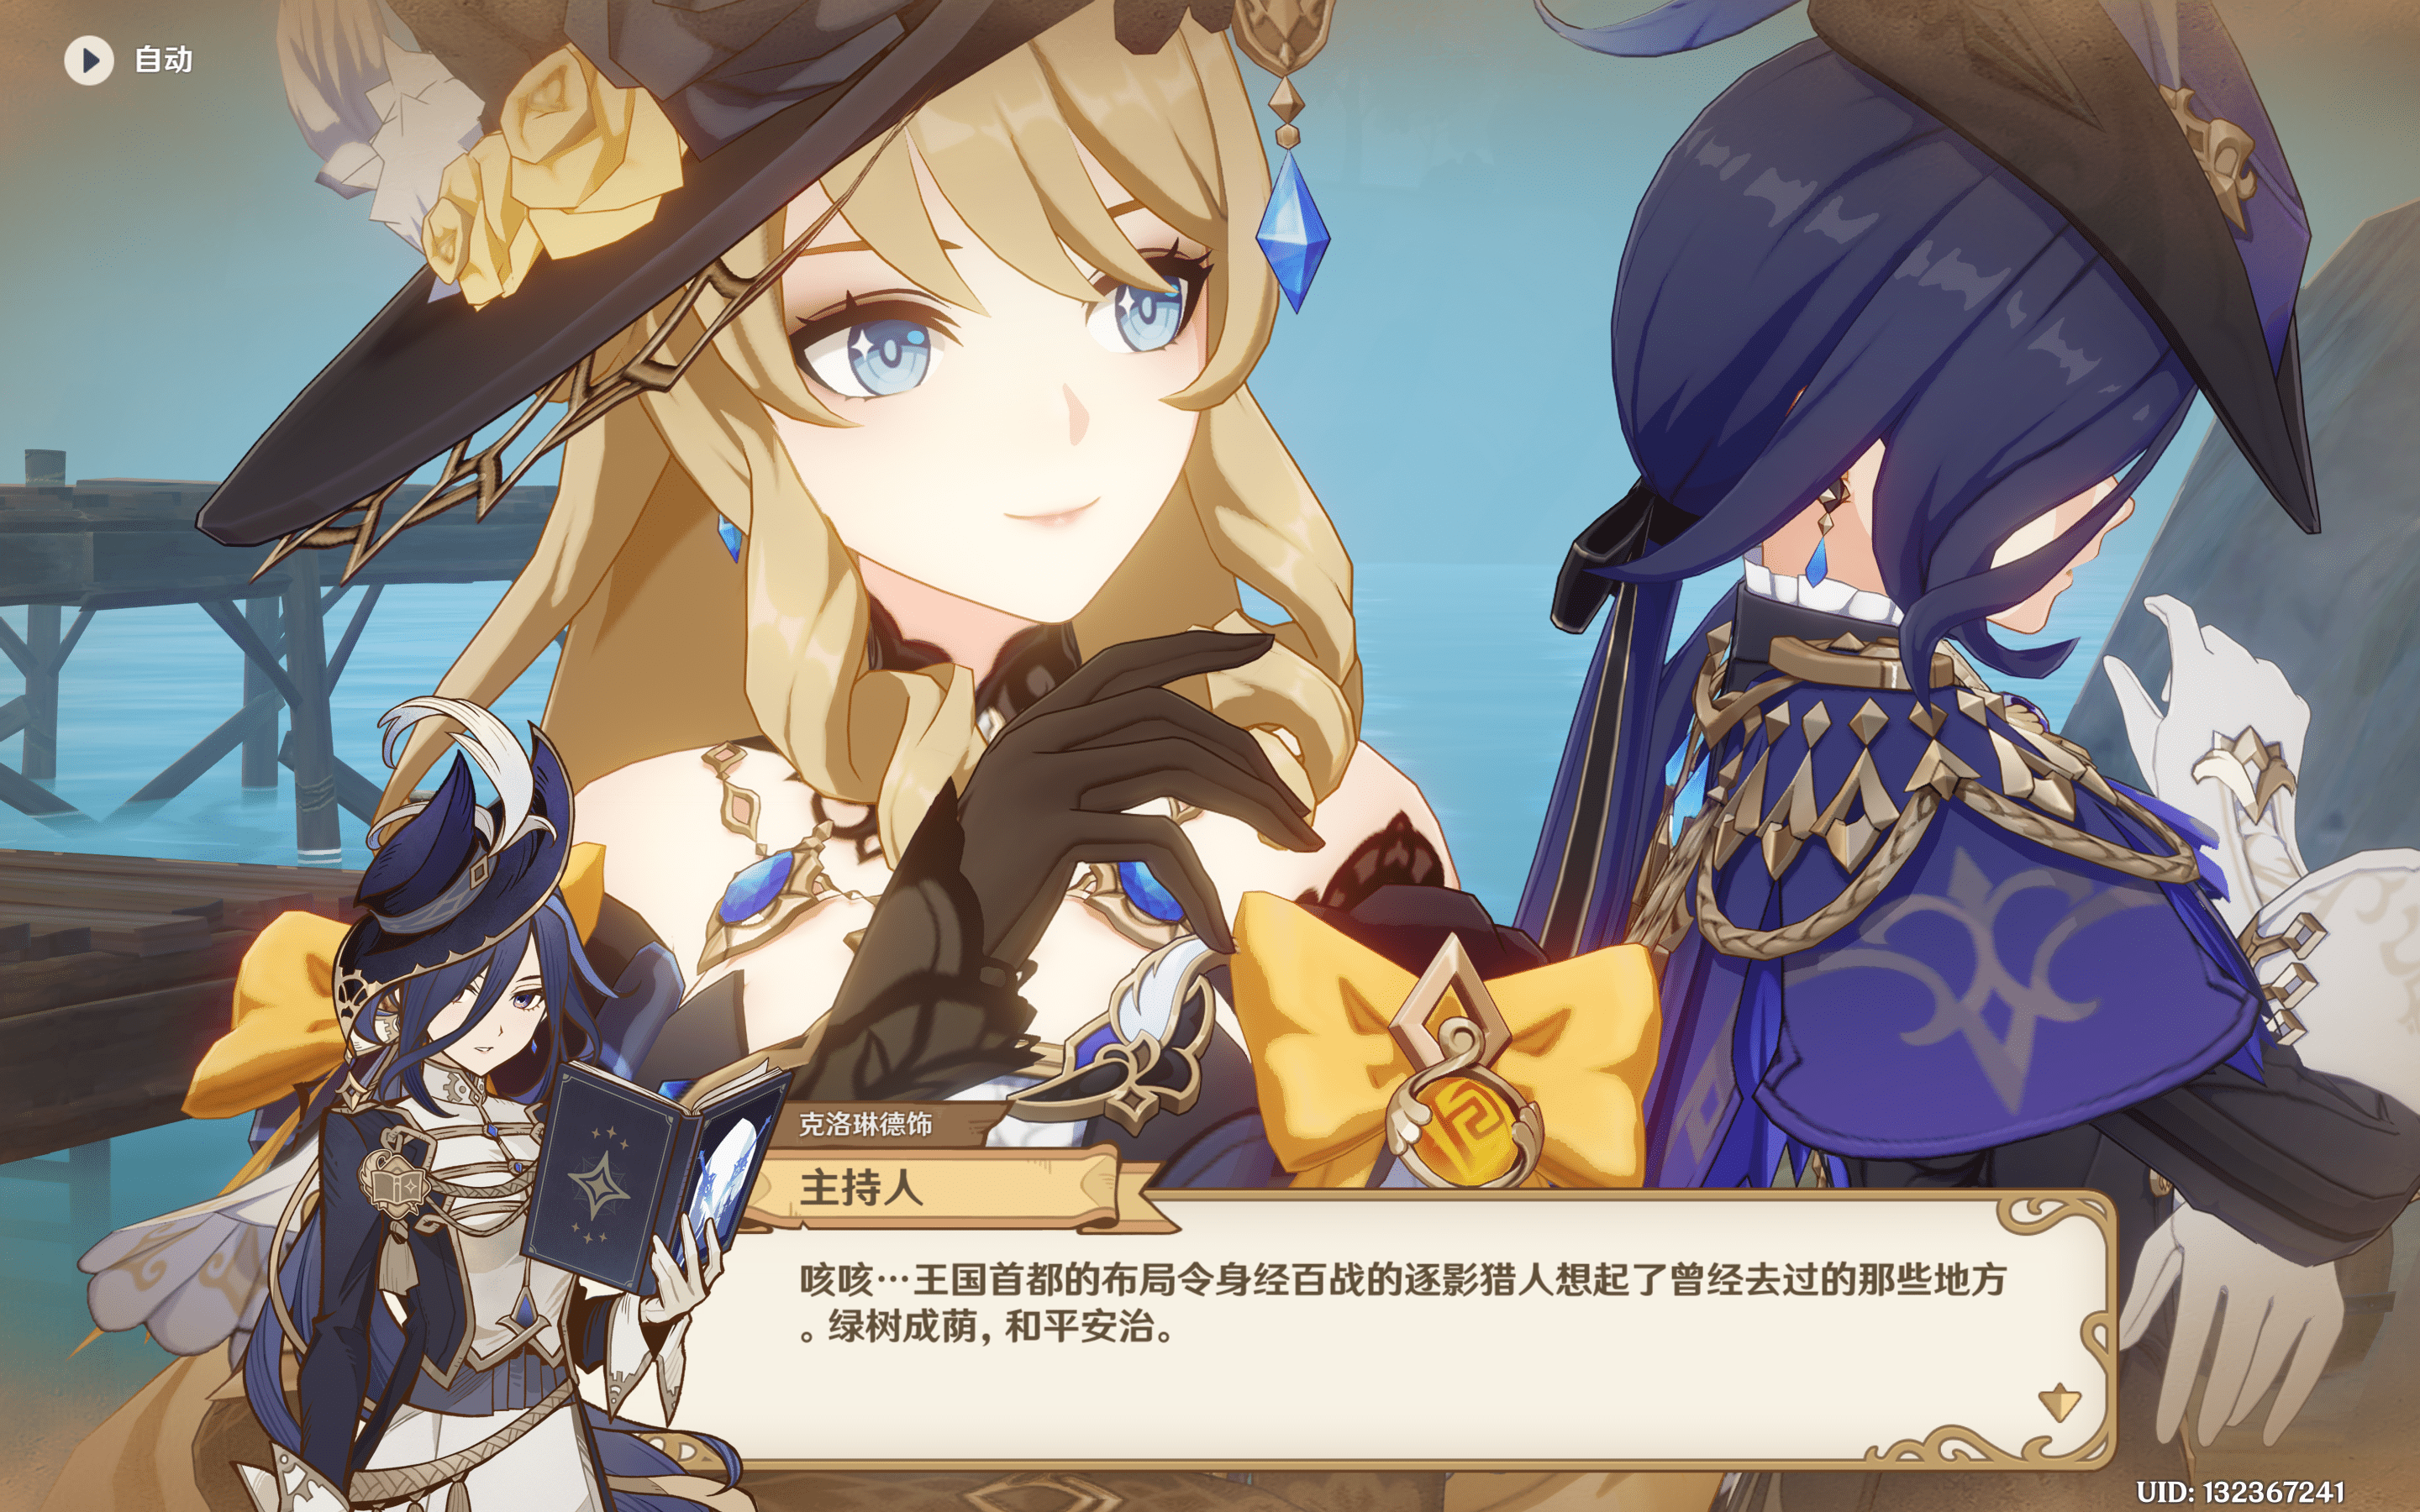 自动
克洛琳德饰
主持人
咳咳…王国首都的布局令身经百战的逐影猎人想起了曾经去过的那些地方
。绿树成荫，和平安治。
UID: 132367241